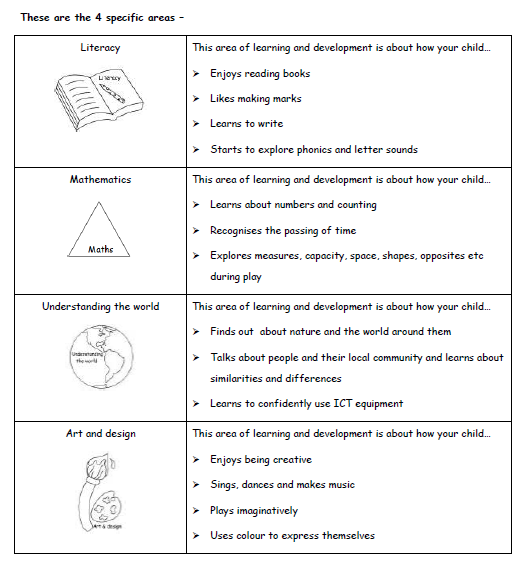 These are the 4 specific areas –
Literacy
Literacy
This area of learning and development is about how your child…
➢ Enjoys reading books
➢ Likes making marks
➢ Learns to write
➢ Starts to explore phonics and letter sounds
Mathematics
Maths
This area of learning and development is about how your child…
➢ Learns about numbers and counting
➢ Recognises the passing of time
➢ Explores measures, capacity, space, shapes, opposites etc
during play
Understanding the world
Understanding
the world
This area of learning and development is about how your child…
➢ Finds out about nature and the world around them
➢ Talks about people and their local community and learns about
similarities and differences
➢ Learns to confidently use ICT equipment
Art and design
Art & design
This area of learning and development is about how your child…
➢ Enjoys being creative
➢ Sings, dances and makes music
➢ Plays imaginatively
➢ Uses colour to express themselves